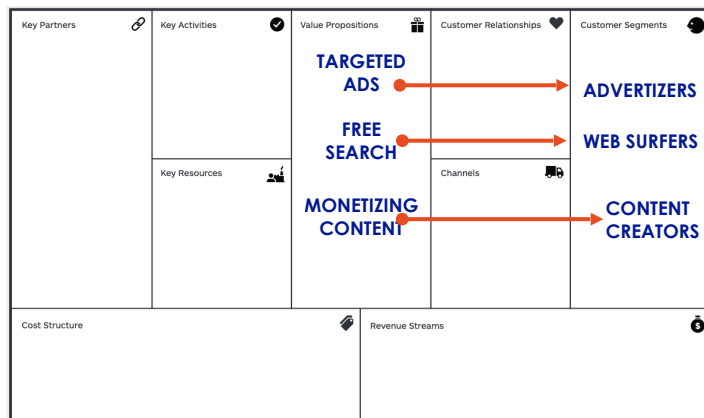 Key Partners
Key Activities
Value Propositions
Customer Relationships
Customer Segments
TARGETED
ADS
ADVERTIZERS
FREE
SEARCH
WEB SURFERS
Key Resources
Channels
MONETIZING
CONTENT
CONTENT
CREATORS
Cost Structure
Revenue Streams
$